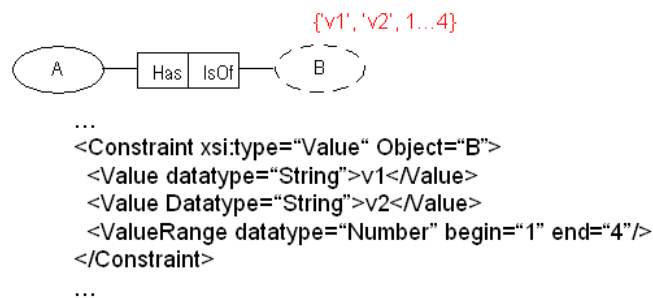 {'v1', 'v2', 1...4}
A Has IsOf B
...
<Constraint xsi:type=“Value“ Object=“B”>
<Value datatype=“String”>v1</Value>
<Value Datatype=“String”>v2</Value>
<ValueRange datatype=“Number” begin=“1” end=“4”/>
</Constraint>
...